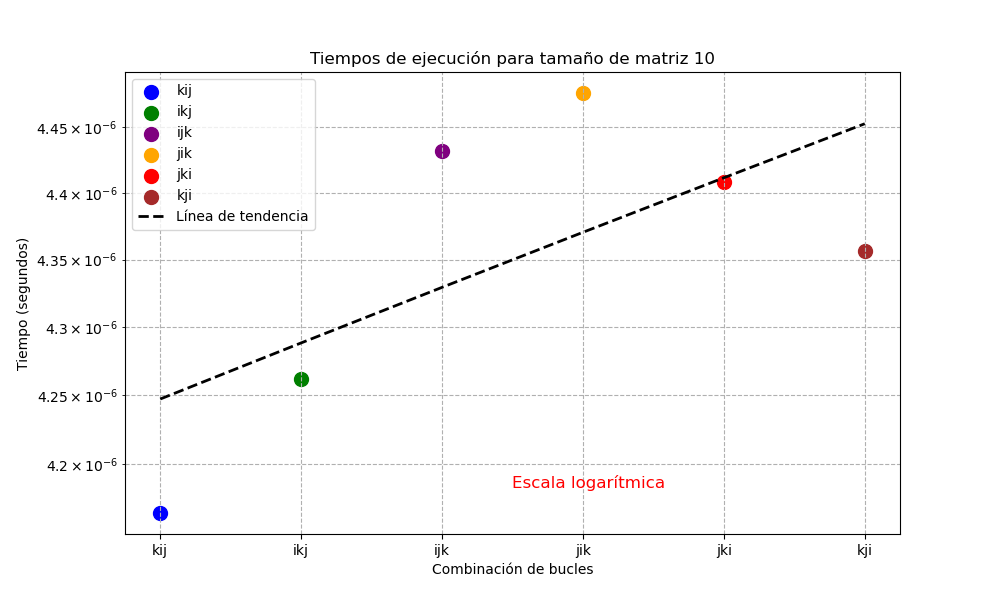 Tiempos de ejecución para tamaño de matriz 10
kij
ikj
ijk
jik
jki
kji
Línea de tendencia
4.45 × 10⁻⁶
4.4 × 10⁻⁶
4.35 × 10⁻⁶
4.3 × 10⁻⁶
4.25 × 10⁻⁶
4.2 × 10⁻⁶
Tiempo (segundos)
Escala logarítmica
kij ikj ijk jik jki kji
Combinación de bucles